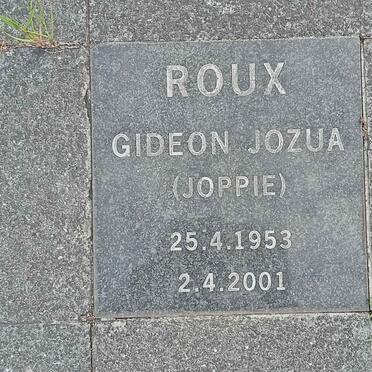 ROUX
GIDEON JOZUA
(JOPPIE)
25.4.1953
2.4.2001